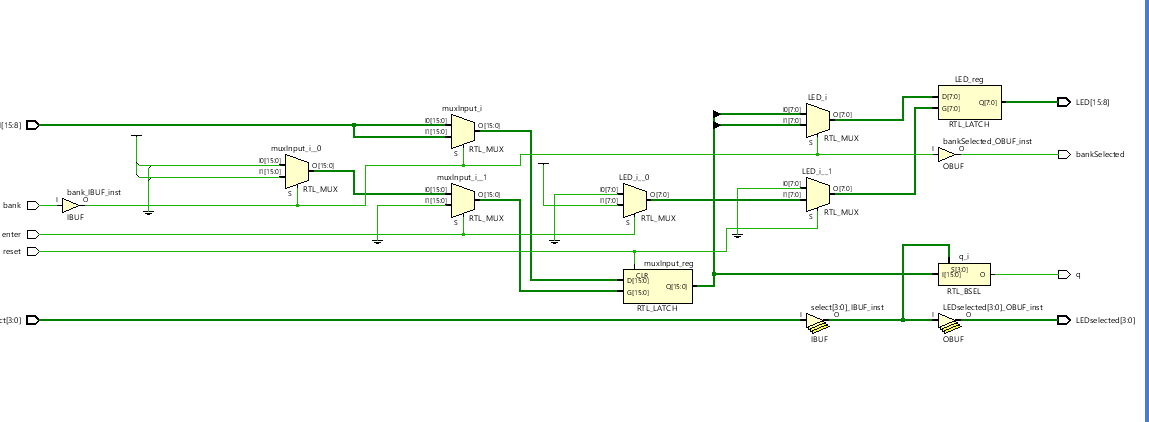 LED_reg
D[7:0]
G[7:0]
Q[7:0]
RTL_LATCH
LED[15:8]
LED_i
I0[7:0]
I1[7:0]
S
O[7:0]
RTL_MUX
muxInput_i
I0[15:0]
I1[15:0]
S
O[15:0]
RTL_MUX
[15:8]
muxInput_i__0
I0[15:0]
I1[15:0]
S
O[15:0]
RTL_MUX
bankSelected_OBUF_inst
I
O
OBUF
bankSelected
muxInput_i__1
I0[15:0]
I1[15:0]
S
O[15:0]
RTL_MUX
LED_i__0
I0[7:0]
I1[7:0]
S
O[7:0]
RTL_MUX
LED_i__1
I0[7:0]
I1[7:0]
S
O[7:0]
RTL_MUX
bank_IBUF_inst
bank
I
O
IBUF
enter
reset
muxInput_reg
CLR
D[15:0]
G[15:0]
Q[15:0]
RTL_LATCH
q_i
S[3:0]
I[15:0]
O
RTL_BSEL
q
ct[3:0]
select[3:0]_IBUF_inst
I
O
IBUF
LEDselected[3:0]_OBUF_inst
I
O
OBUF
LEDselected[3:0]